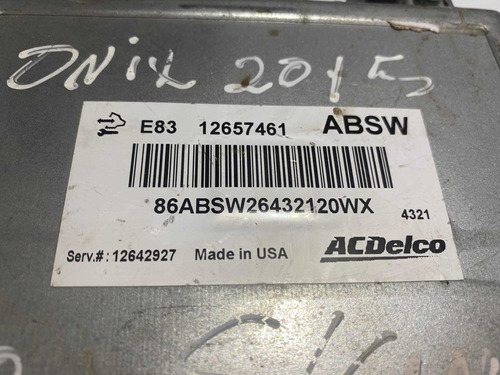 ONix 2015
E83 12657461 ABSW
86ABSW26432120WX 4321
Serv.#:12642927 Made in USA ACDelco